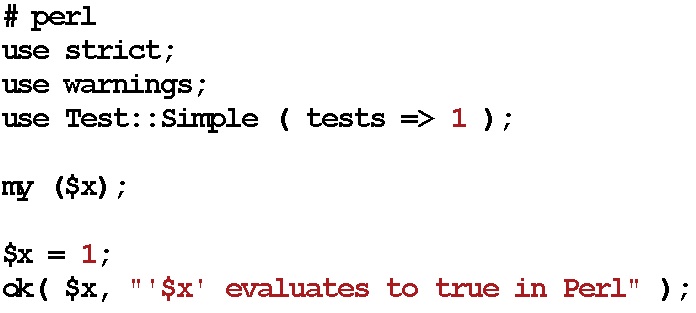 # perl
use strict;
use warnings;
use Test::Simple ( tests => 1 );
my ($x);
$x = 1;
ok( $x, "'$x' evaluates to true in Perl" );